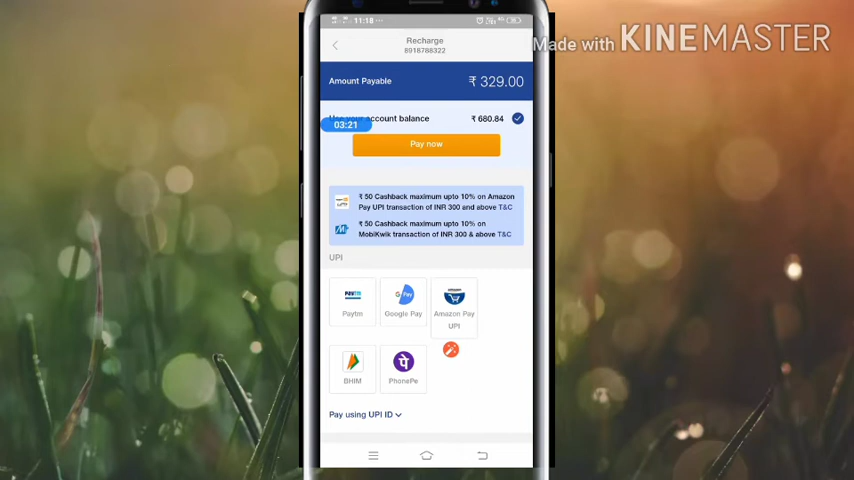 11:18
Made with KINEMASTER
Recharge
8918788322
Amount Payable
₹ 329.00
your account balance
₹ 680.84
03:21
Pay now
₹ 50 Cashback maximum upto 10% on Amazon
Pay UPI transaction of INR 300 and above T&C
₹ 50 Cashback maximum upto 10% on
MobiKwik transaction of INR 300 & above T&C
UPI
Paytm
G Pay
Paytm
Google Pay
Amazon Pay
UPI
BHIM
PhonePe
Pay using UPI ID